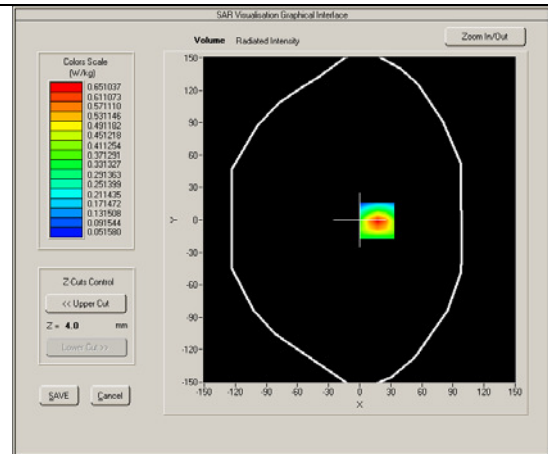 SAR Visualisation Graphical Interface
Volume Radiated Intensity
Zoom In/Out
Colors Scale
(W/kg)
0.651037
0.611073
0.571110
0.531146
0.491182
0.451218
0.411254
0.371291
0.331327
0.291363
0.251399
0.211435
0.171472
0.131508
0.091544
0.051580
Z-Cuts Control
<< Upper Cut
Z = 4.0 mm
Lower Cut >>
SAVE Cancel
Y
150-
120-
90-
60-
30-
0-
-30-
-60-
-90-
-120-
-150-
-150 -120 -90 -60 -30 0 30 60 90 120 150
X